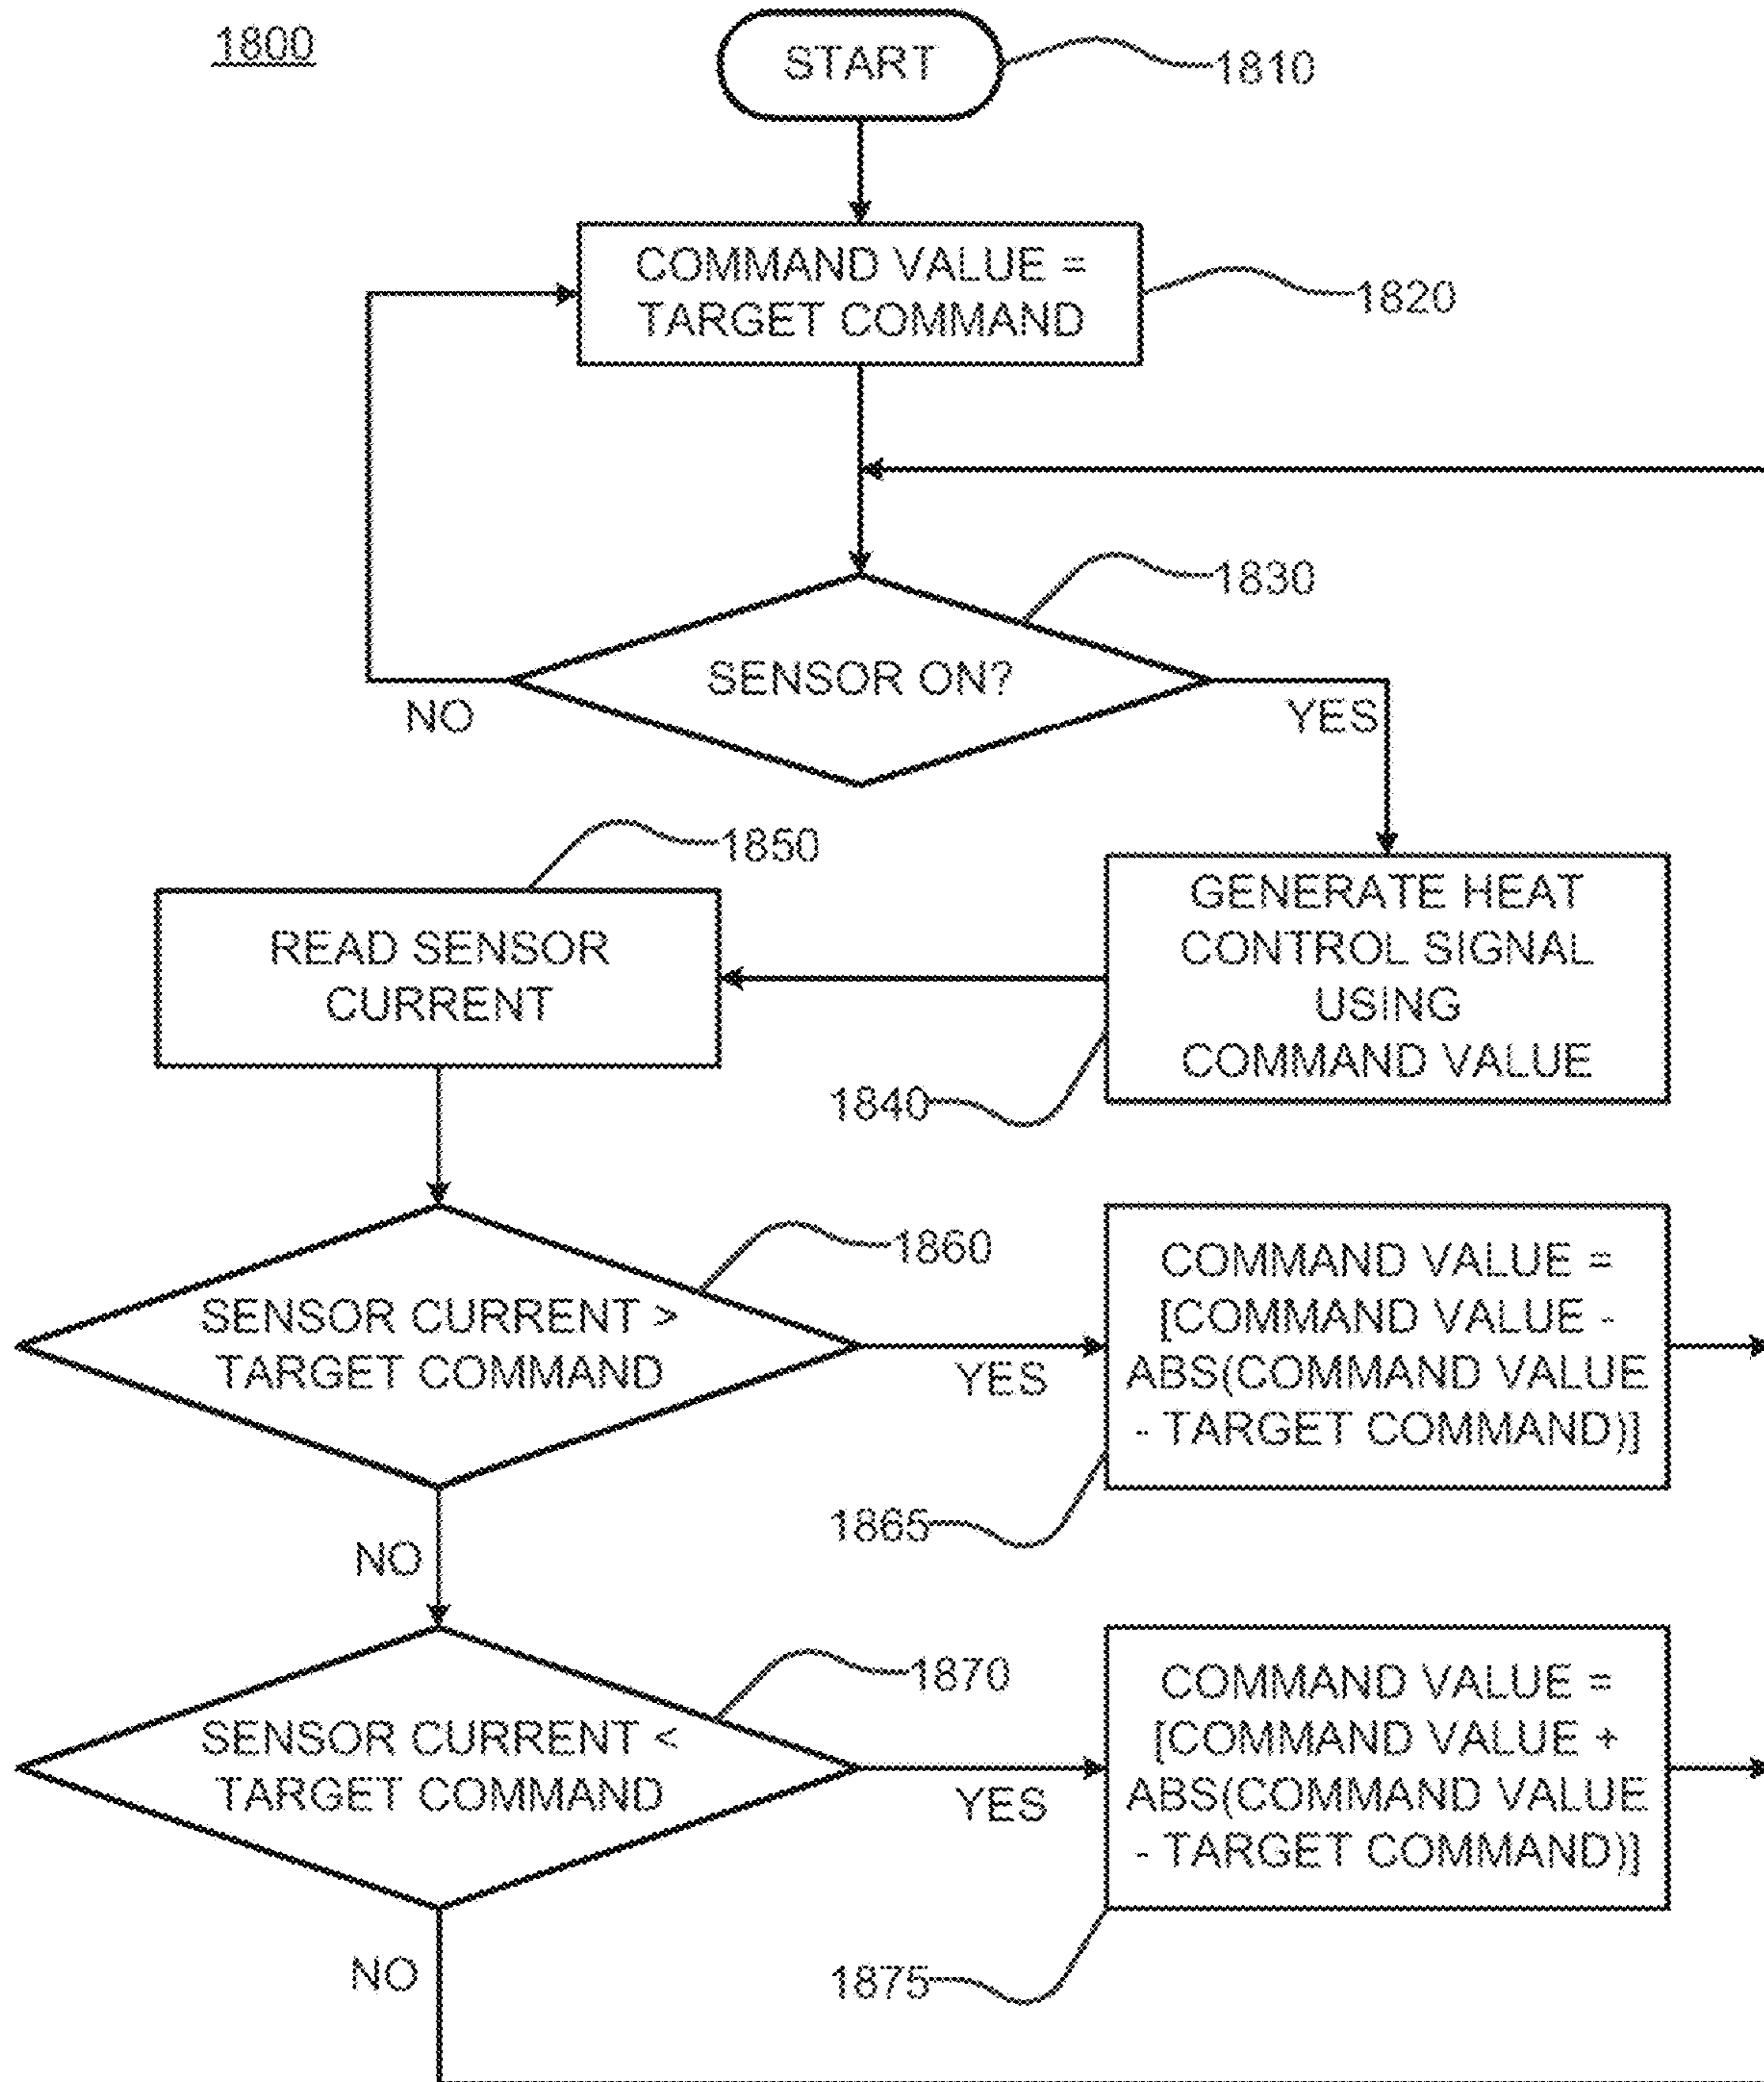 1800
START
1810
COMMAND VALUE =
TARGET COMMAND
1820
1830
SENSOR ON?
NO
YES
1850
READ SENSOR
CURRENT
GENERATE HEAT
CONTROL SIGNAL
USING
COMMAND VALUE
1840
1860
SENSOR CURRENT >
TARGET COMMAND
YES
COMMAND VALUE =
[COMMAND VALUE -
ABS(COMMAND VALUE
- TARGET COMMAND)]
1865
NO
1870
SENSOR CURRENT <
TARGET COMMAND
YES
COMMAND VALUE =
[COMMAND VALUE +
ABS(COMMAND VALUE
- TARGET COMMAND)]
1875
NO